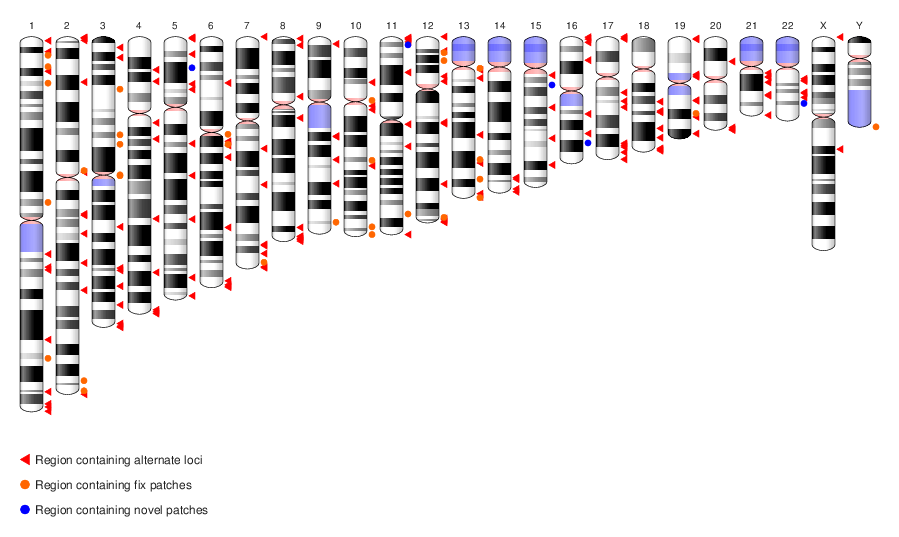 1 2 3 4 5 6 7 8 9 10 11 12 13 14 15 16 17 18 19 20 21 22 X Y
Region containing alternate loci
Region containing fix patches
Region containing novel patches